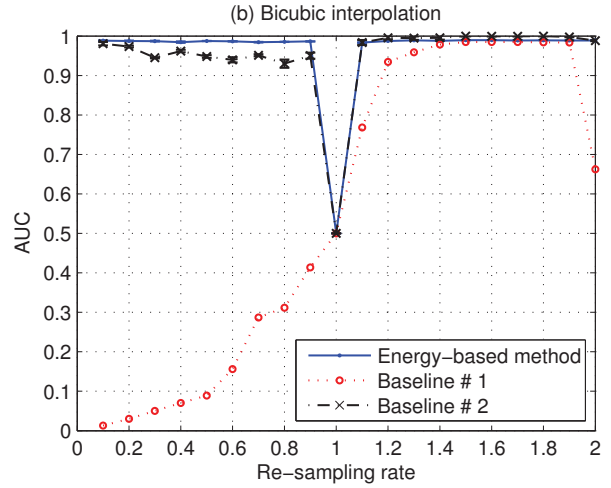 (b) Bicubic interpolation
AUC
1
0.9
0.8
0.7
0.6
0.5
0.4
0.3
0.2
0.1
0
Energy-based method
Baseline # 1
Baseline # 2
0 0.2 0.4 0.6 0.8 1 1.2 1.4 1.6 1.8 2
Re-sampling rate